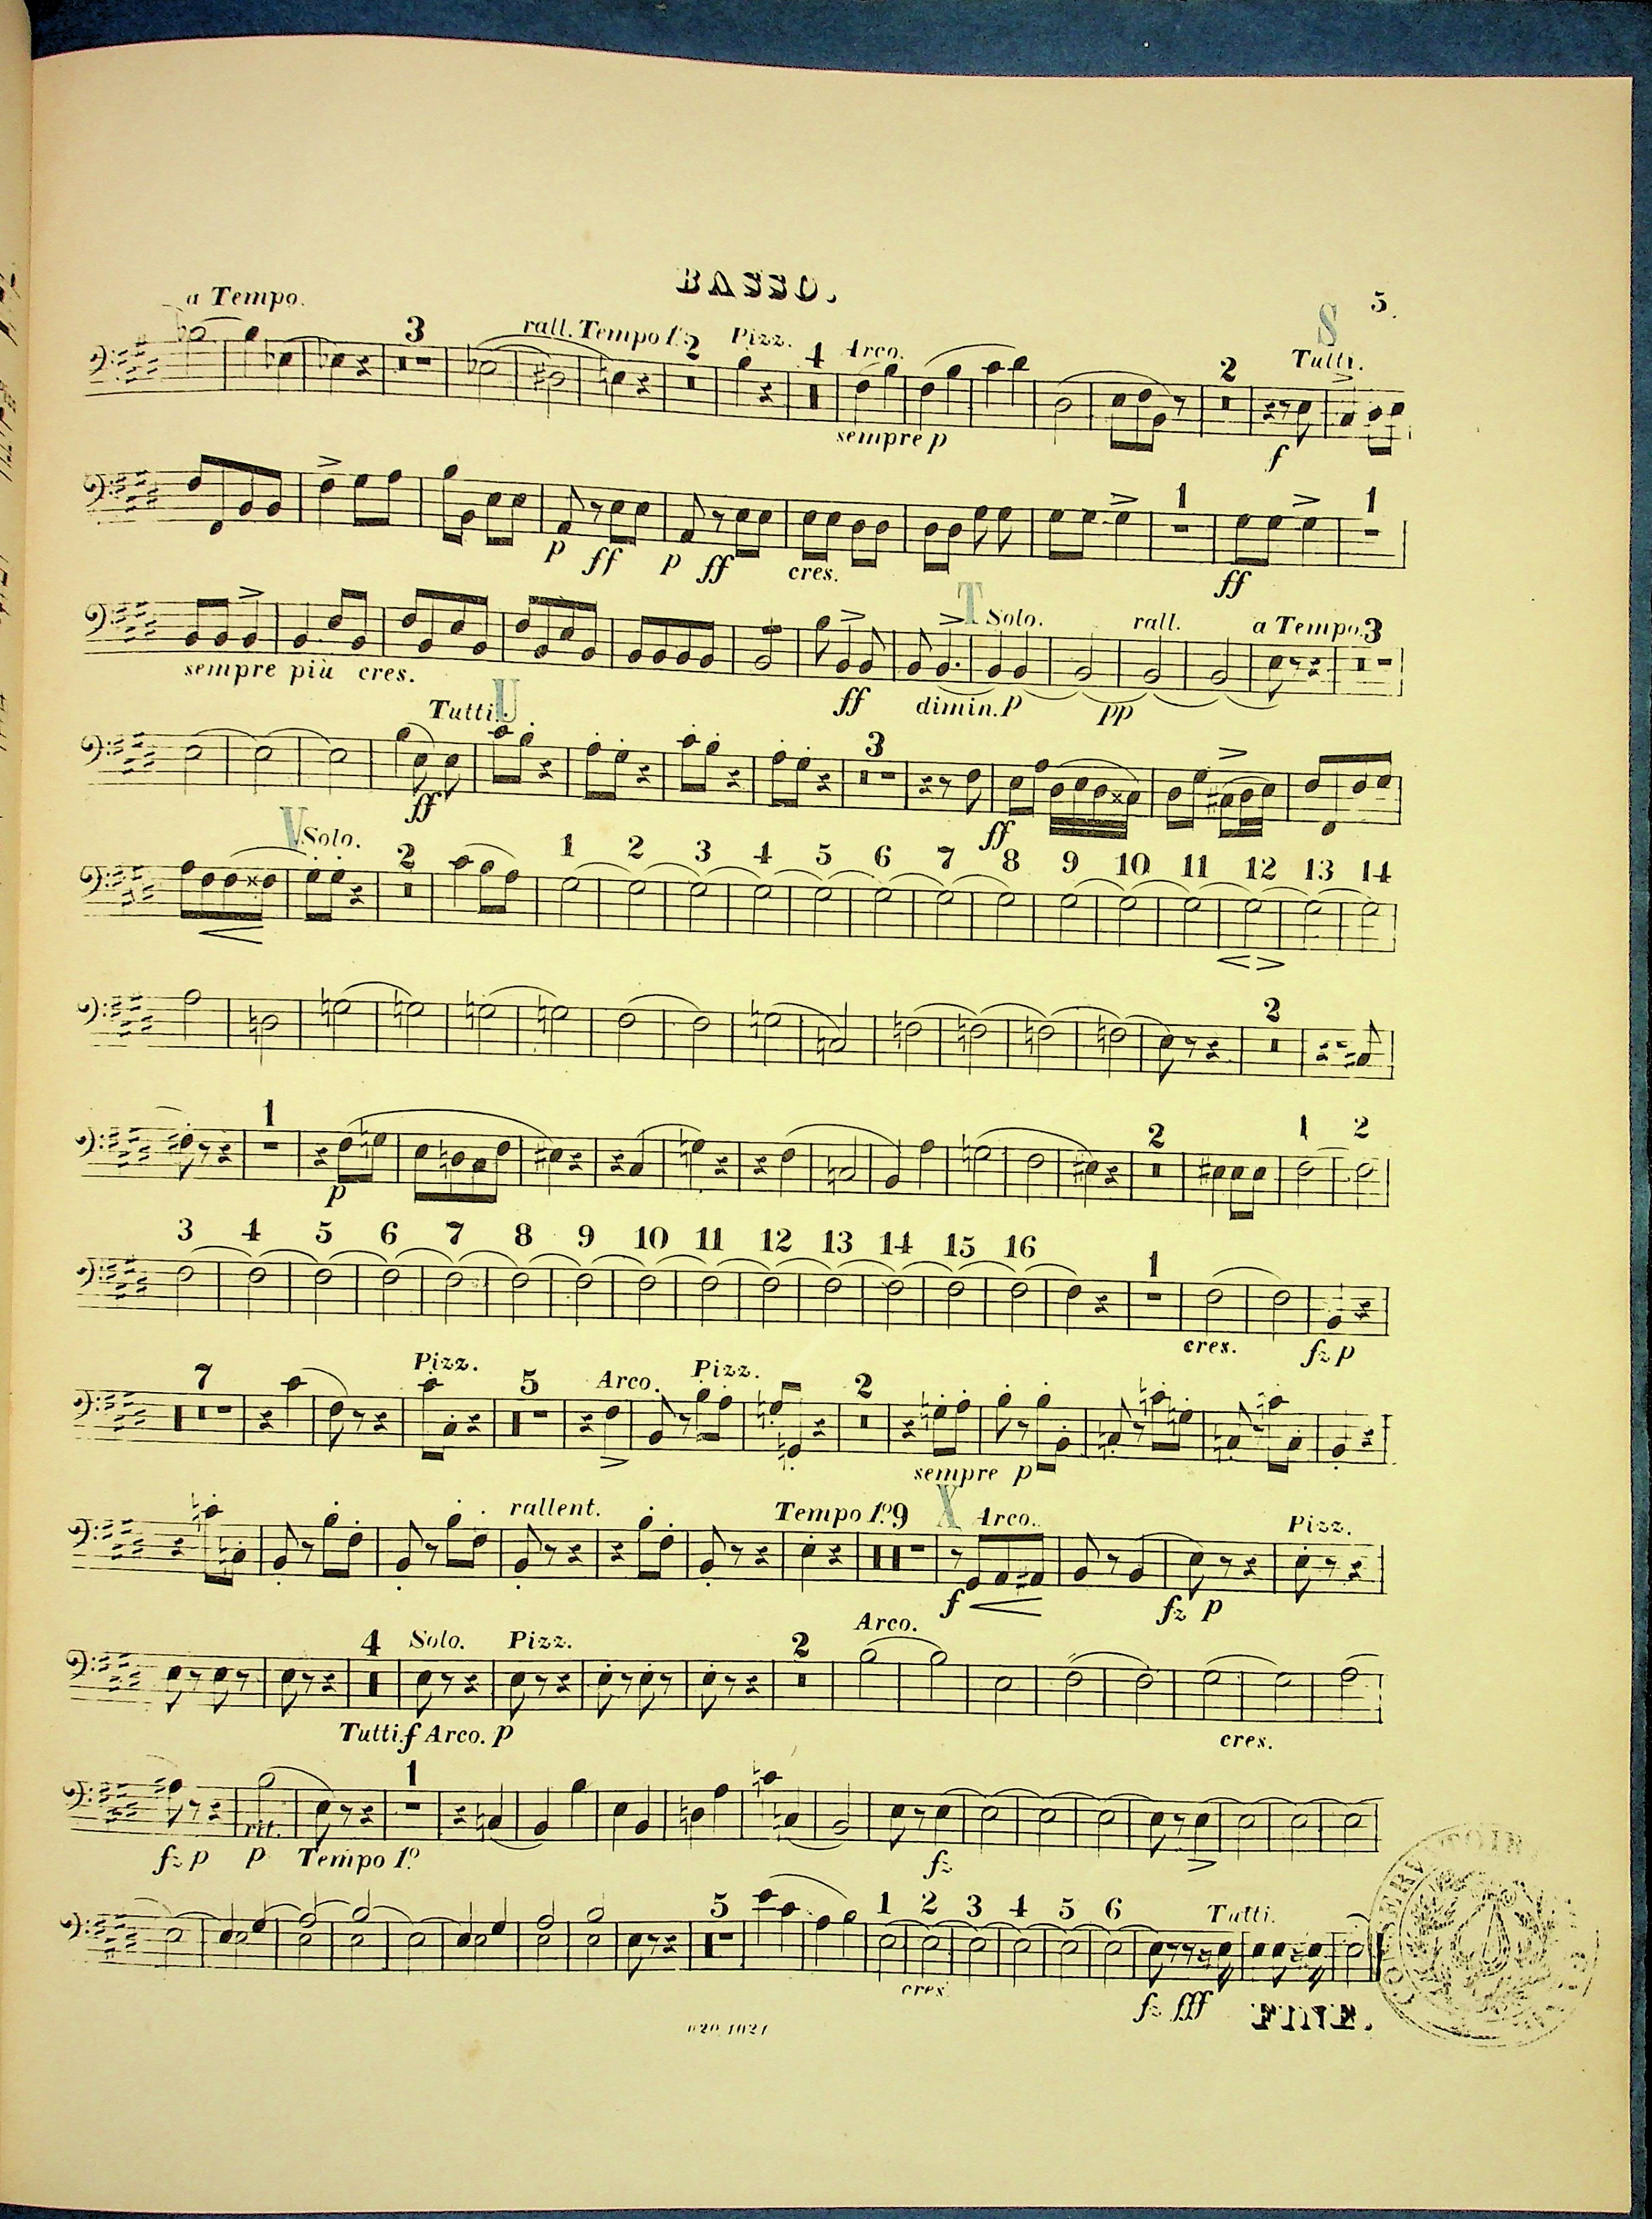 BASSO.
5.
a Tempo.
3
rall. Tempo 1º
2
Pizz.
4
Arco.
2
S
Tutti.
sempre p
f
1
1
p ff p ff cres.
ff
T Solo.
rall.
a Tempo.
3
sempre più cres.
ff
dimin. p
pp
Tutti.
U
3
ff
ff
V Solo.
2
1 2 3 4 5 6 7 8 9 10 11 12 13 14
2
1
2
1 2
p
3 4 5 6 7 8 9 10 11 12 13 14 15 16
1
cres.
fz p
7
Pizz.
5
Arco.
Pizz.
2
sempre p
rallent.
Tempo 1º
9
X Arco.
Pizz.
f
fz p
4
Solo.
Pizz.
2
Arco.
Tutti. f Arco. p
cres.
1
fz p
rit.
p
Tempo 1º
fz
5
1 2 3 4 5 6
Tutti.
cres.
fz fff
FINE.